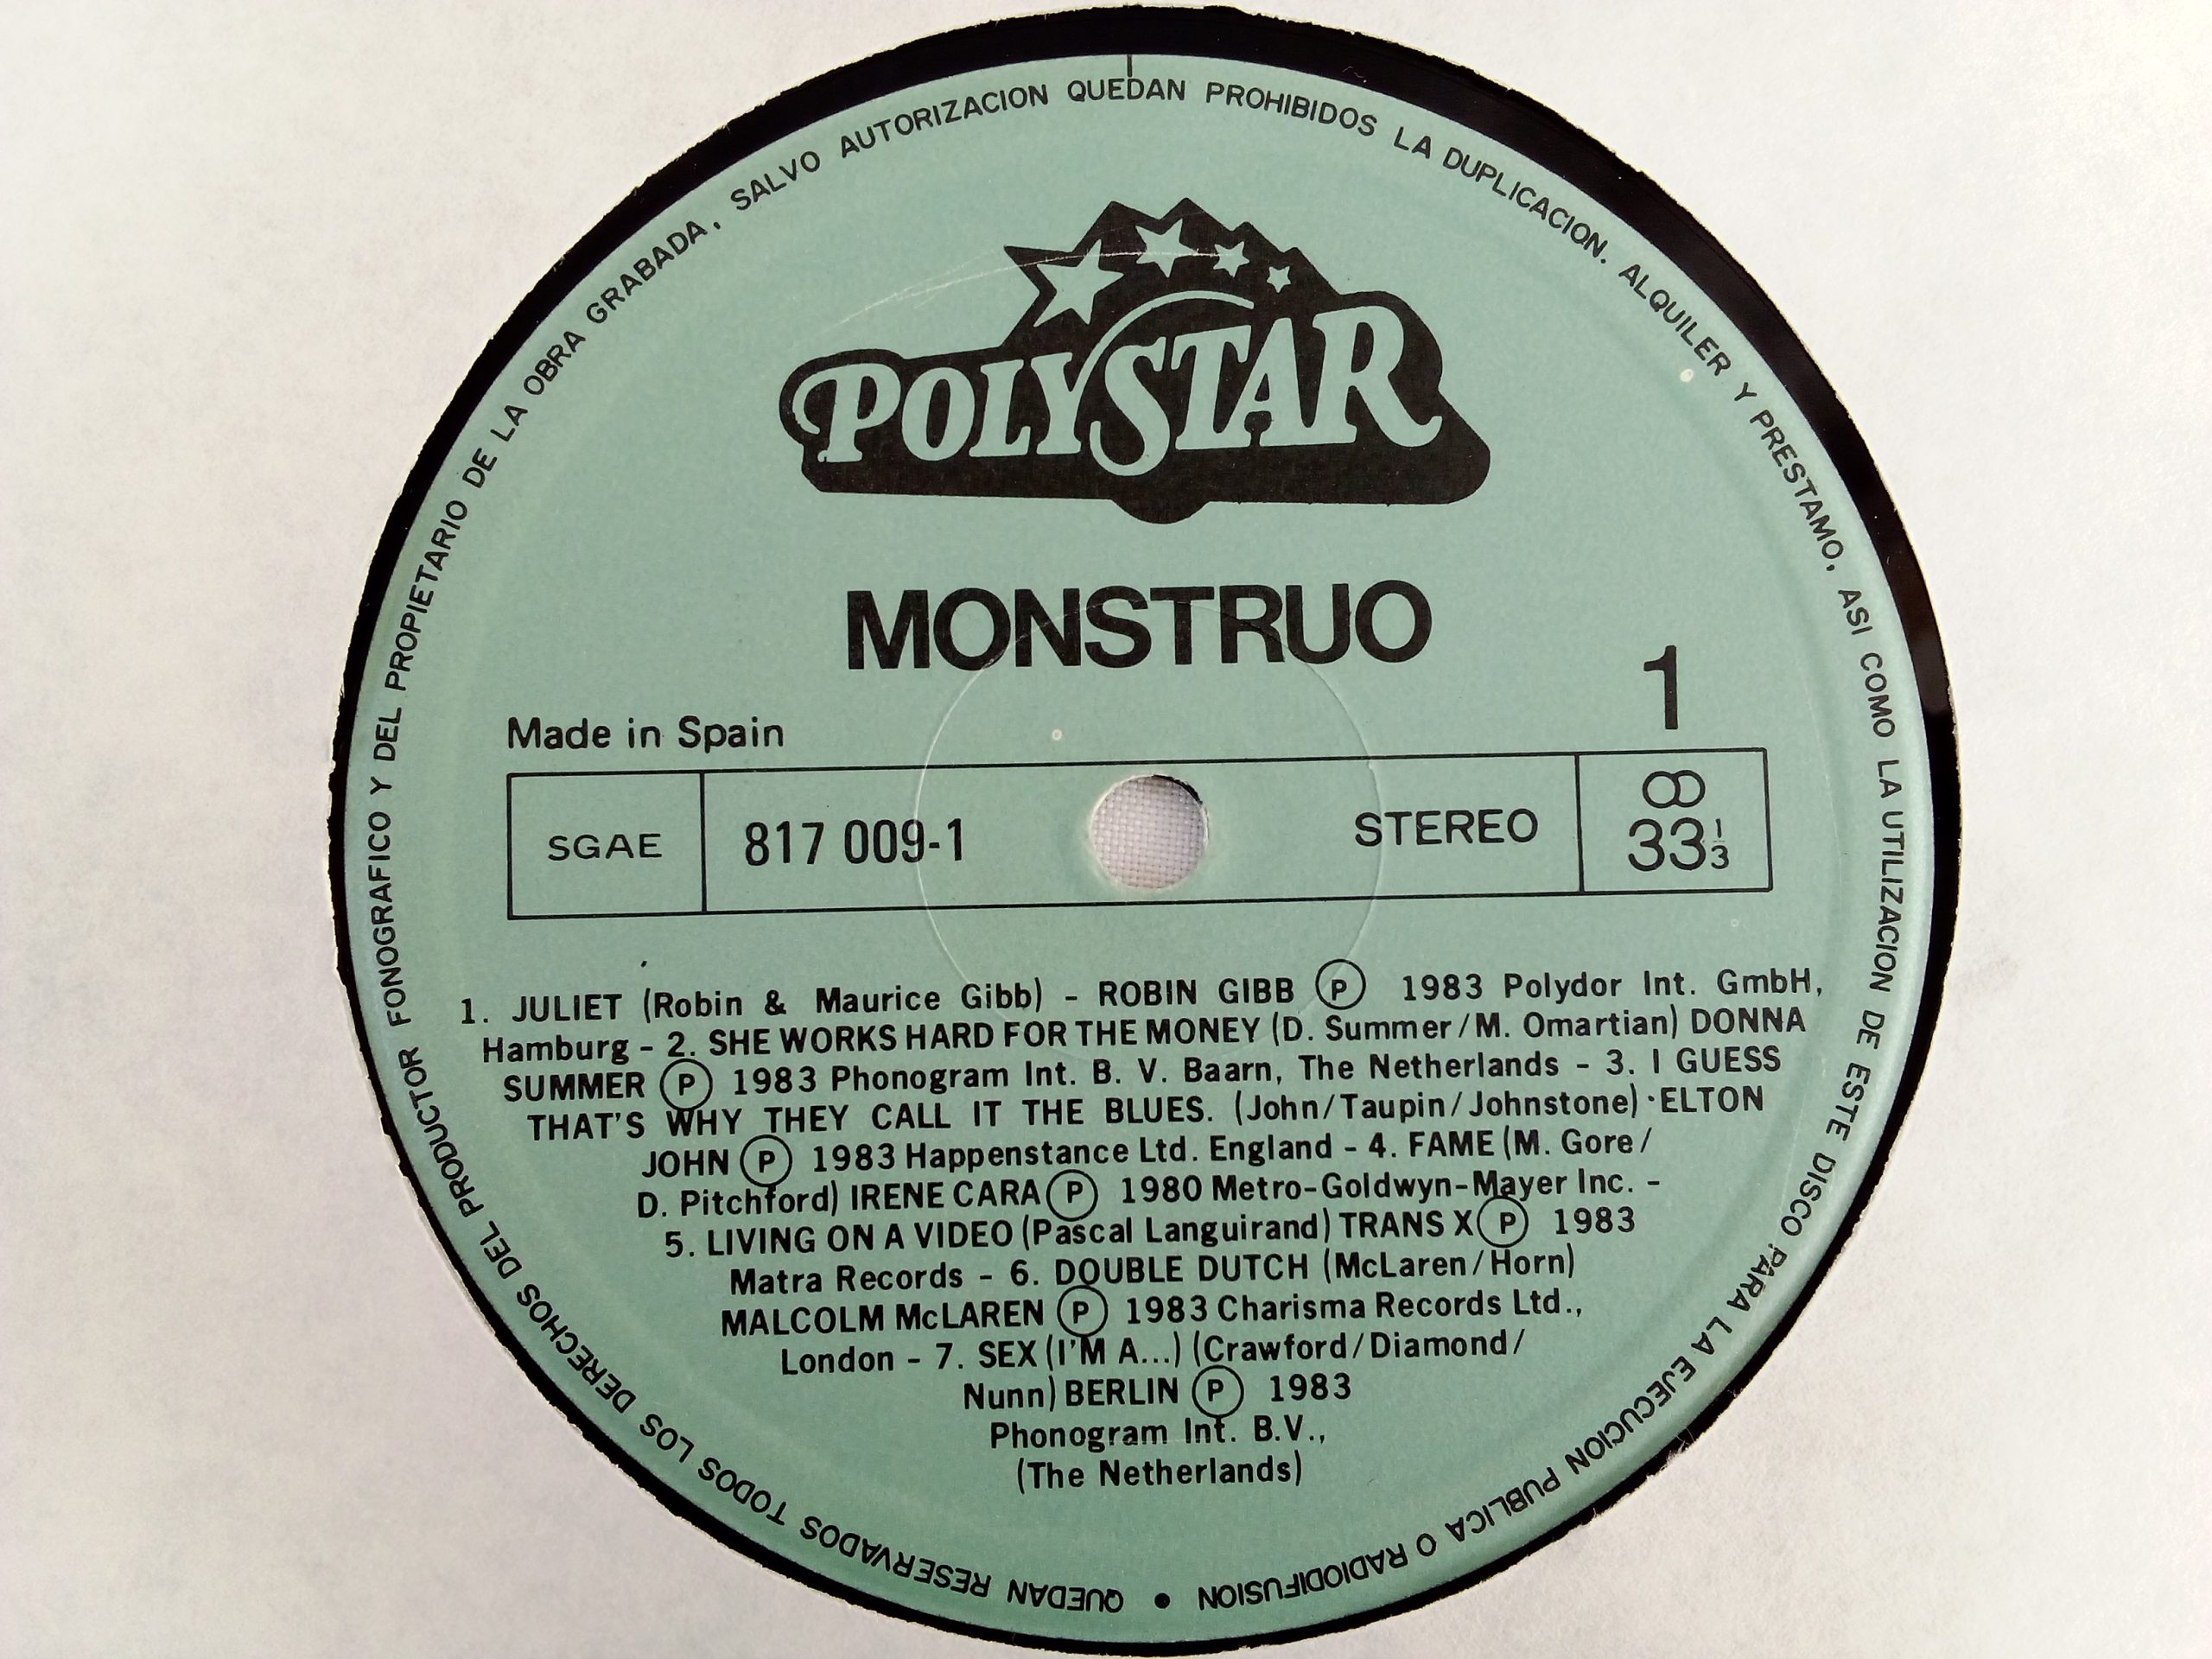 QUEDAN RESERVADOS TODOS LOS DERECHOS DEL PRODUCTOR FONOGRAFICO Y DEL PROPIETARIO DE LA OBRA GRABADA. SALVO AUTORIZACION QUEDAN PROHIBIDOS LA DUPLICACION. ALQUILER Y PRESTAMO, ASI COMO LA UTILIZACION DE ESTE DISCO PARA LA EJECUCION PUBLICA O RADIODIFUSION •
POLYSTAR
MONSTRUO
1
Made in Spain
SGAE 817 009-1 STEREO 33 1/3
1. JULIET (Robin & Maurice Gibb) - ROBIN GIBB Ⓟ 1983 Polydor Int. GmbH,
Hamburg - 2. SHE WORKS HARD FOR THE MONEY (D. Summer/M. Omartian) DONNA
SUMMER Ⓟ 1983 Phonogram Int. B. V. Baarn, The Netherlands - 3. I GUESS
THAT'S WHY THEY CALL IT THE BLUES. (John/Taupin/Johnstone)·ELTON
JOHN Ⓟ 1983 Happenstance Ltd. England - 4. FAME (M. Gore/
D. Pitchford) IRENE CARA Ⓟ 1980 Metro-Goldwyn-Mayer Inc. -
5. LIVING ON A VIDEO (Pascal Languirand) TRANS X Ⓟ 1983
Matra Records - 6. DOUBLE DUTCH (McLaren/Horn)
MALCOLM McLAREN Ⓟ 1983 Charisma Records Ltd.,
London - 7. SEX (I'M A...) (Crawford/Diamond/
Nunn) BERLIN Ⓟ 1983
Phonogram Int. B.V.,
(The Netherlands)